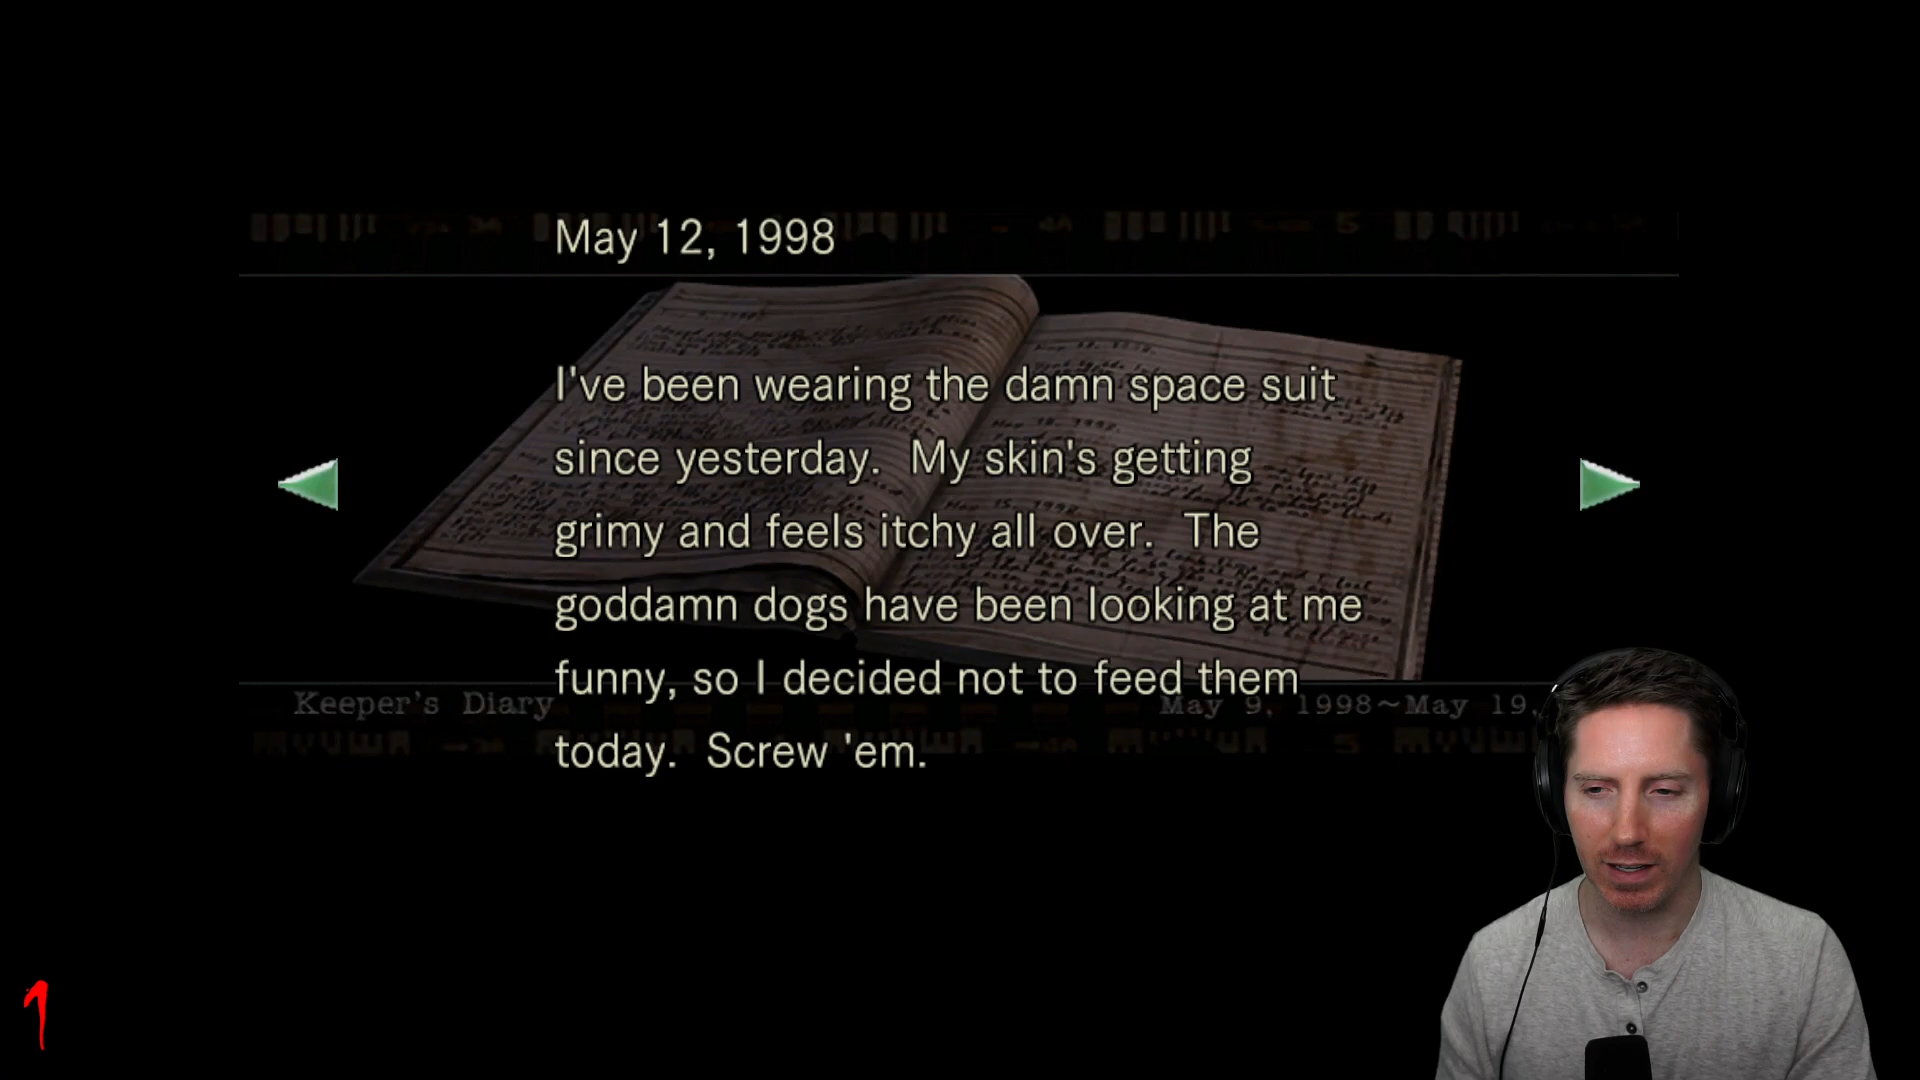 May 12, 1998
I've been wearing the damn space suit
since yesterday.  My skin's getting
grimy and feels itchy all over.  The
goddamn dogs have been looking at me
funny, so I decided not to feed them
today.  Screw 'em.
Keeper's Diary
May 9, 1998~May 19,
1